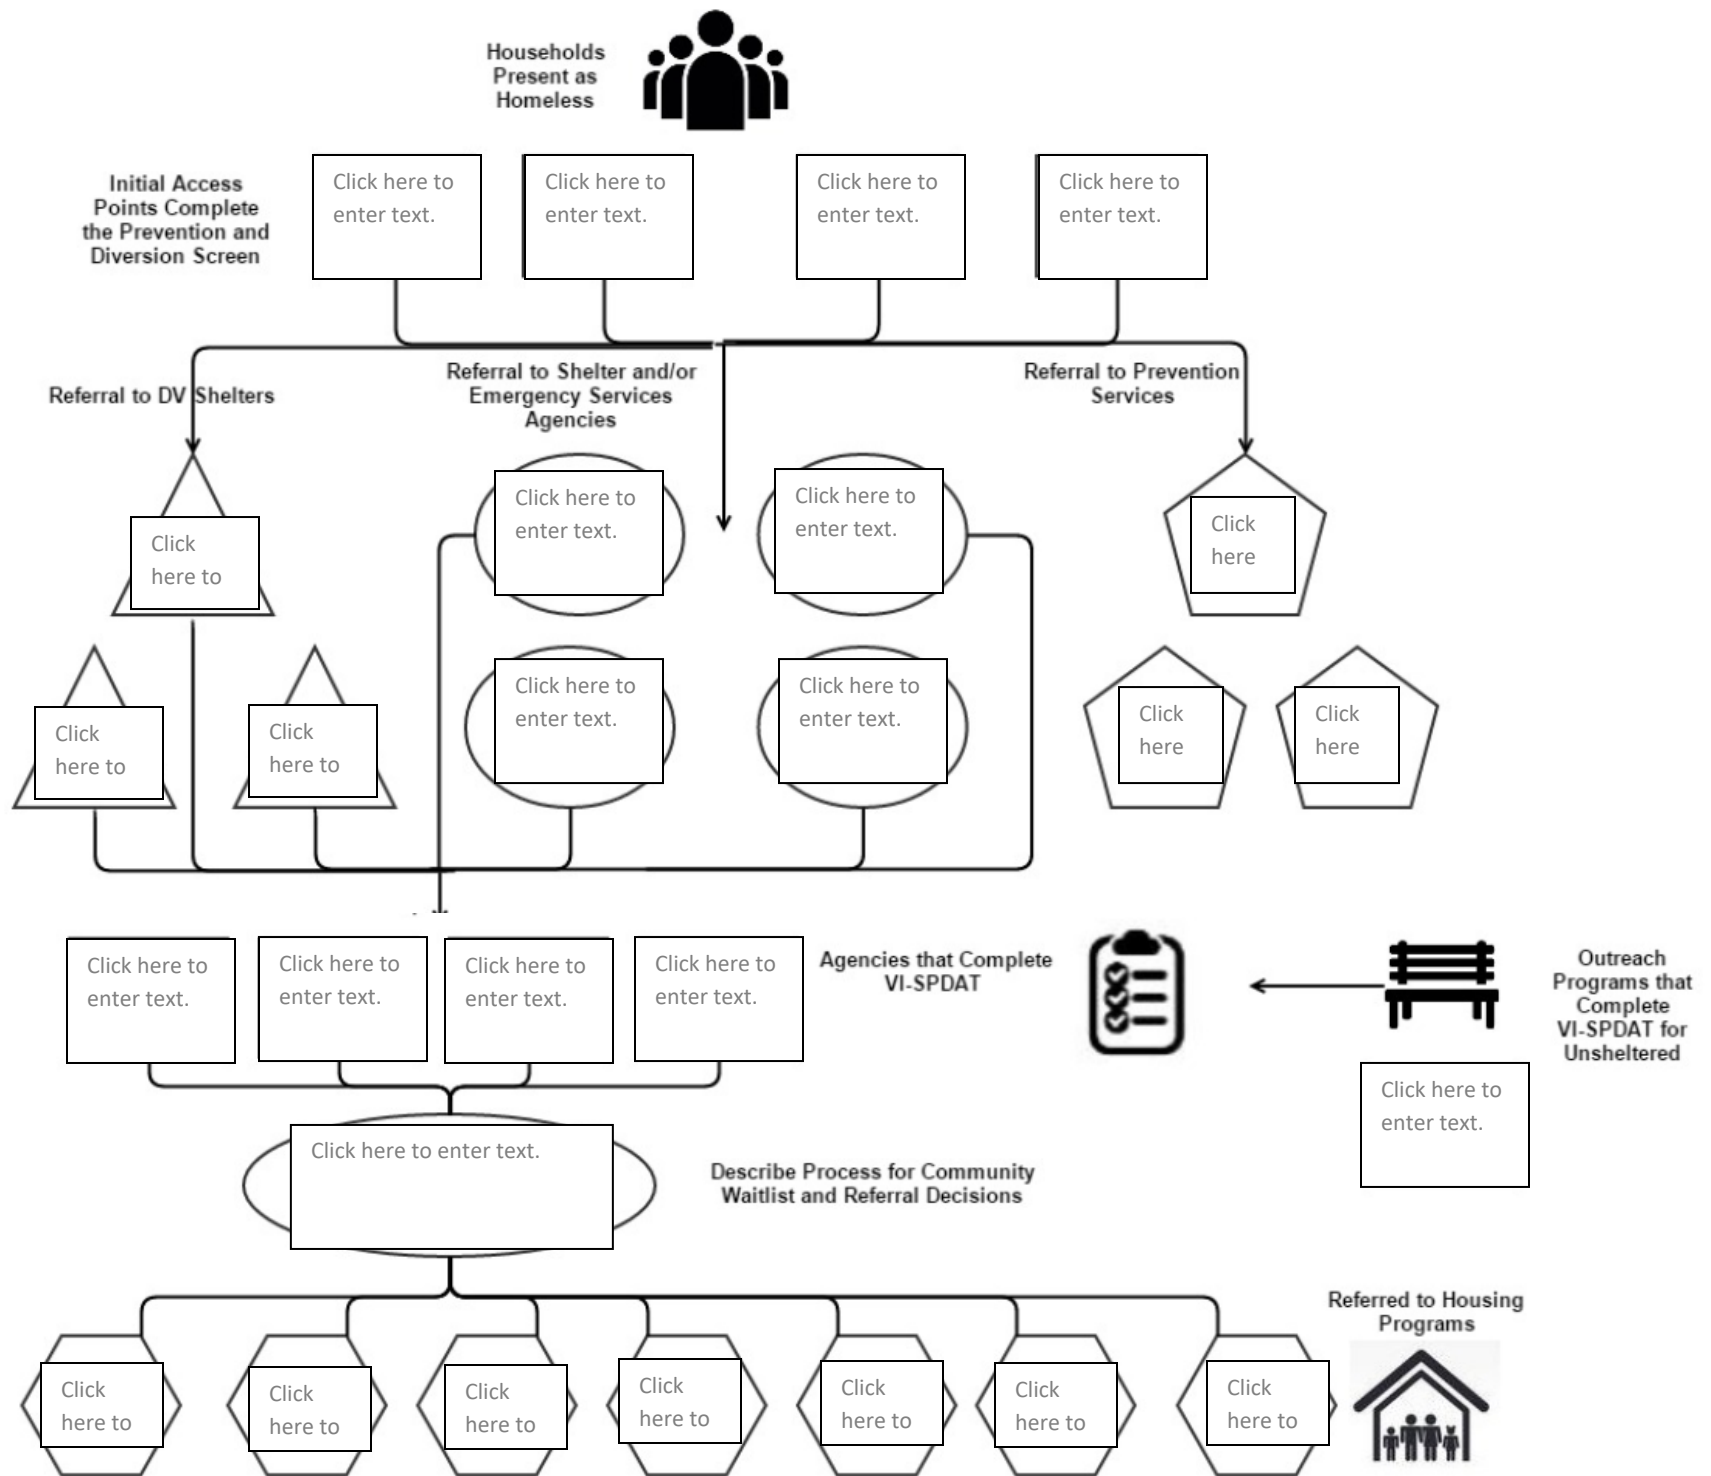 Households
Present as
Homeless
Initial Access
Points Complete
the Prevention and
Diversion Screen
Click here to
enter text.
Click here to
enter text.
Click here to
enter text.
Click here to
enter text.
Referral to DV Shelters
Referral to Shelter and/or
Emergency Services
Agencies
Referral to Prevention
Services
Click
here to
Click here to
enter text.
Click here to
enter text.
Click
here
Click
here to
Click
here to
Click here to
enter text.
Click here to
enter text.
Click
here
Click
here
Click here to
enter text.
Click here to
enter text.
Click here to
enter text.
Click here to
enter text.
Agencies that Complete
VI-SPDAT
Outreach
Programs that
Complete
VI-SPDAT for
Unsheltered
Click here to
enter text.
Click here to enter text.
Describe Process for Community
Waitlist and Referral Decisions
Referred to Housing
Programs
Click
here to
Click
here to
Click
here to
Click
here to
Click
here to
Click
here to
Click
here to